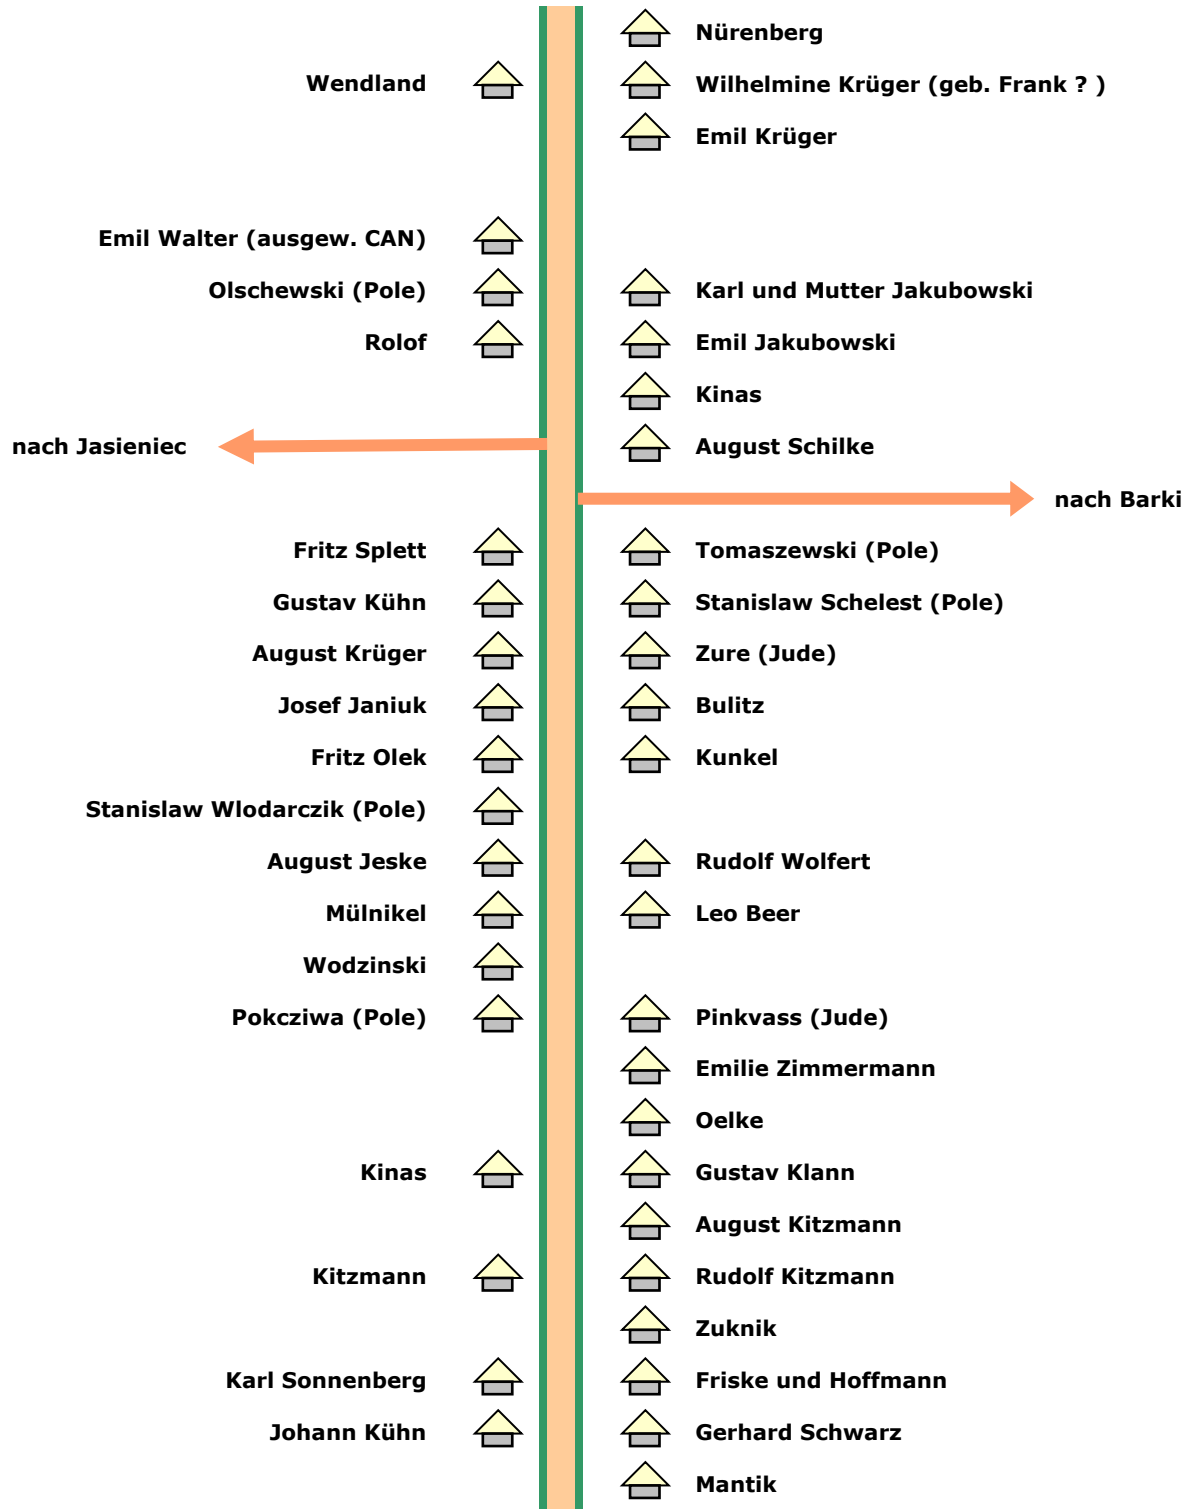 Nürenberg
Wendland
Wilhelmine Krüger (geb. Frank ? )
Emil Krüger
Emil Walter (ausgew. CAN)
Olschewski (Pole)
Karl und Mutter Jakubowski
Rolof
Emil Jakubowski
Kinas
nach Jasieniec
August Schilke
nach Barki
Fritz Splett
Tomaszewski (Pole)
Gustav Kühn
Stanislaw Schelest (Pole)
August Krüger
Zure (Jude)
Josef Janiuk
Bulitz
Fritz Olek
Kunkel
Stanislaw Wlodarczik (Pole)
August Jeske
Rudolf Wolfert
Mülnikel
Leo Beer
Wodzinski
Pokcziwa (Pole)
Pinkvass (Jude)
Emilie Zimmermann
Oelke
Kinas
Gustav Klann
August Kitzmann
Kitzmann
Rudolf Kitzmann
Zuknik
Karl Sonnenberg
Friske und Hoffmann
Johann Kühn
Gerhard Schwarz
Mantik